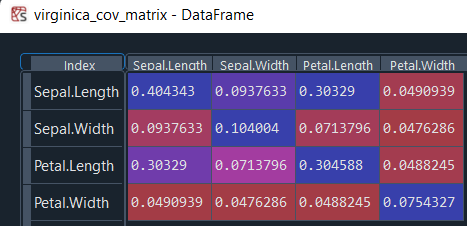 virginica_cov_matrix - DataFrame
Index Sepal.Length Sepal.Width Petal.Length Petal.Width
Sepal.Length 0.404343 0.0937633 0.30329 0.0490939
Sepal.Width 0.0937633 0.104004 0.0713796 0.0476286
Petal.Length 0.30329 0.0713796 0.304588 0.0488245
Petal.Width 0.0490939 0.0476286 0.0488245 0.0754327